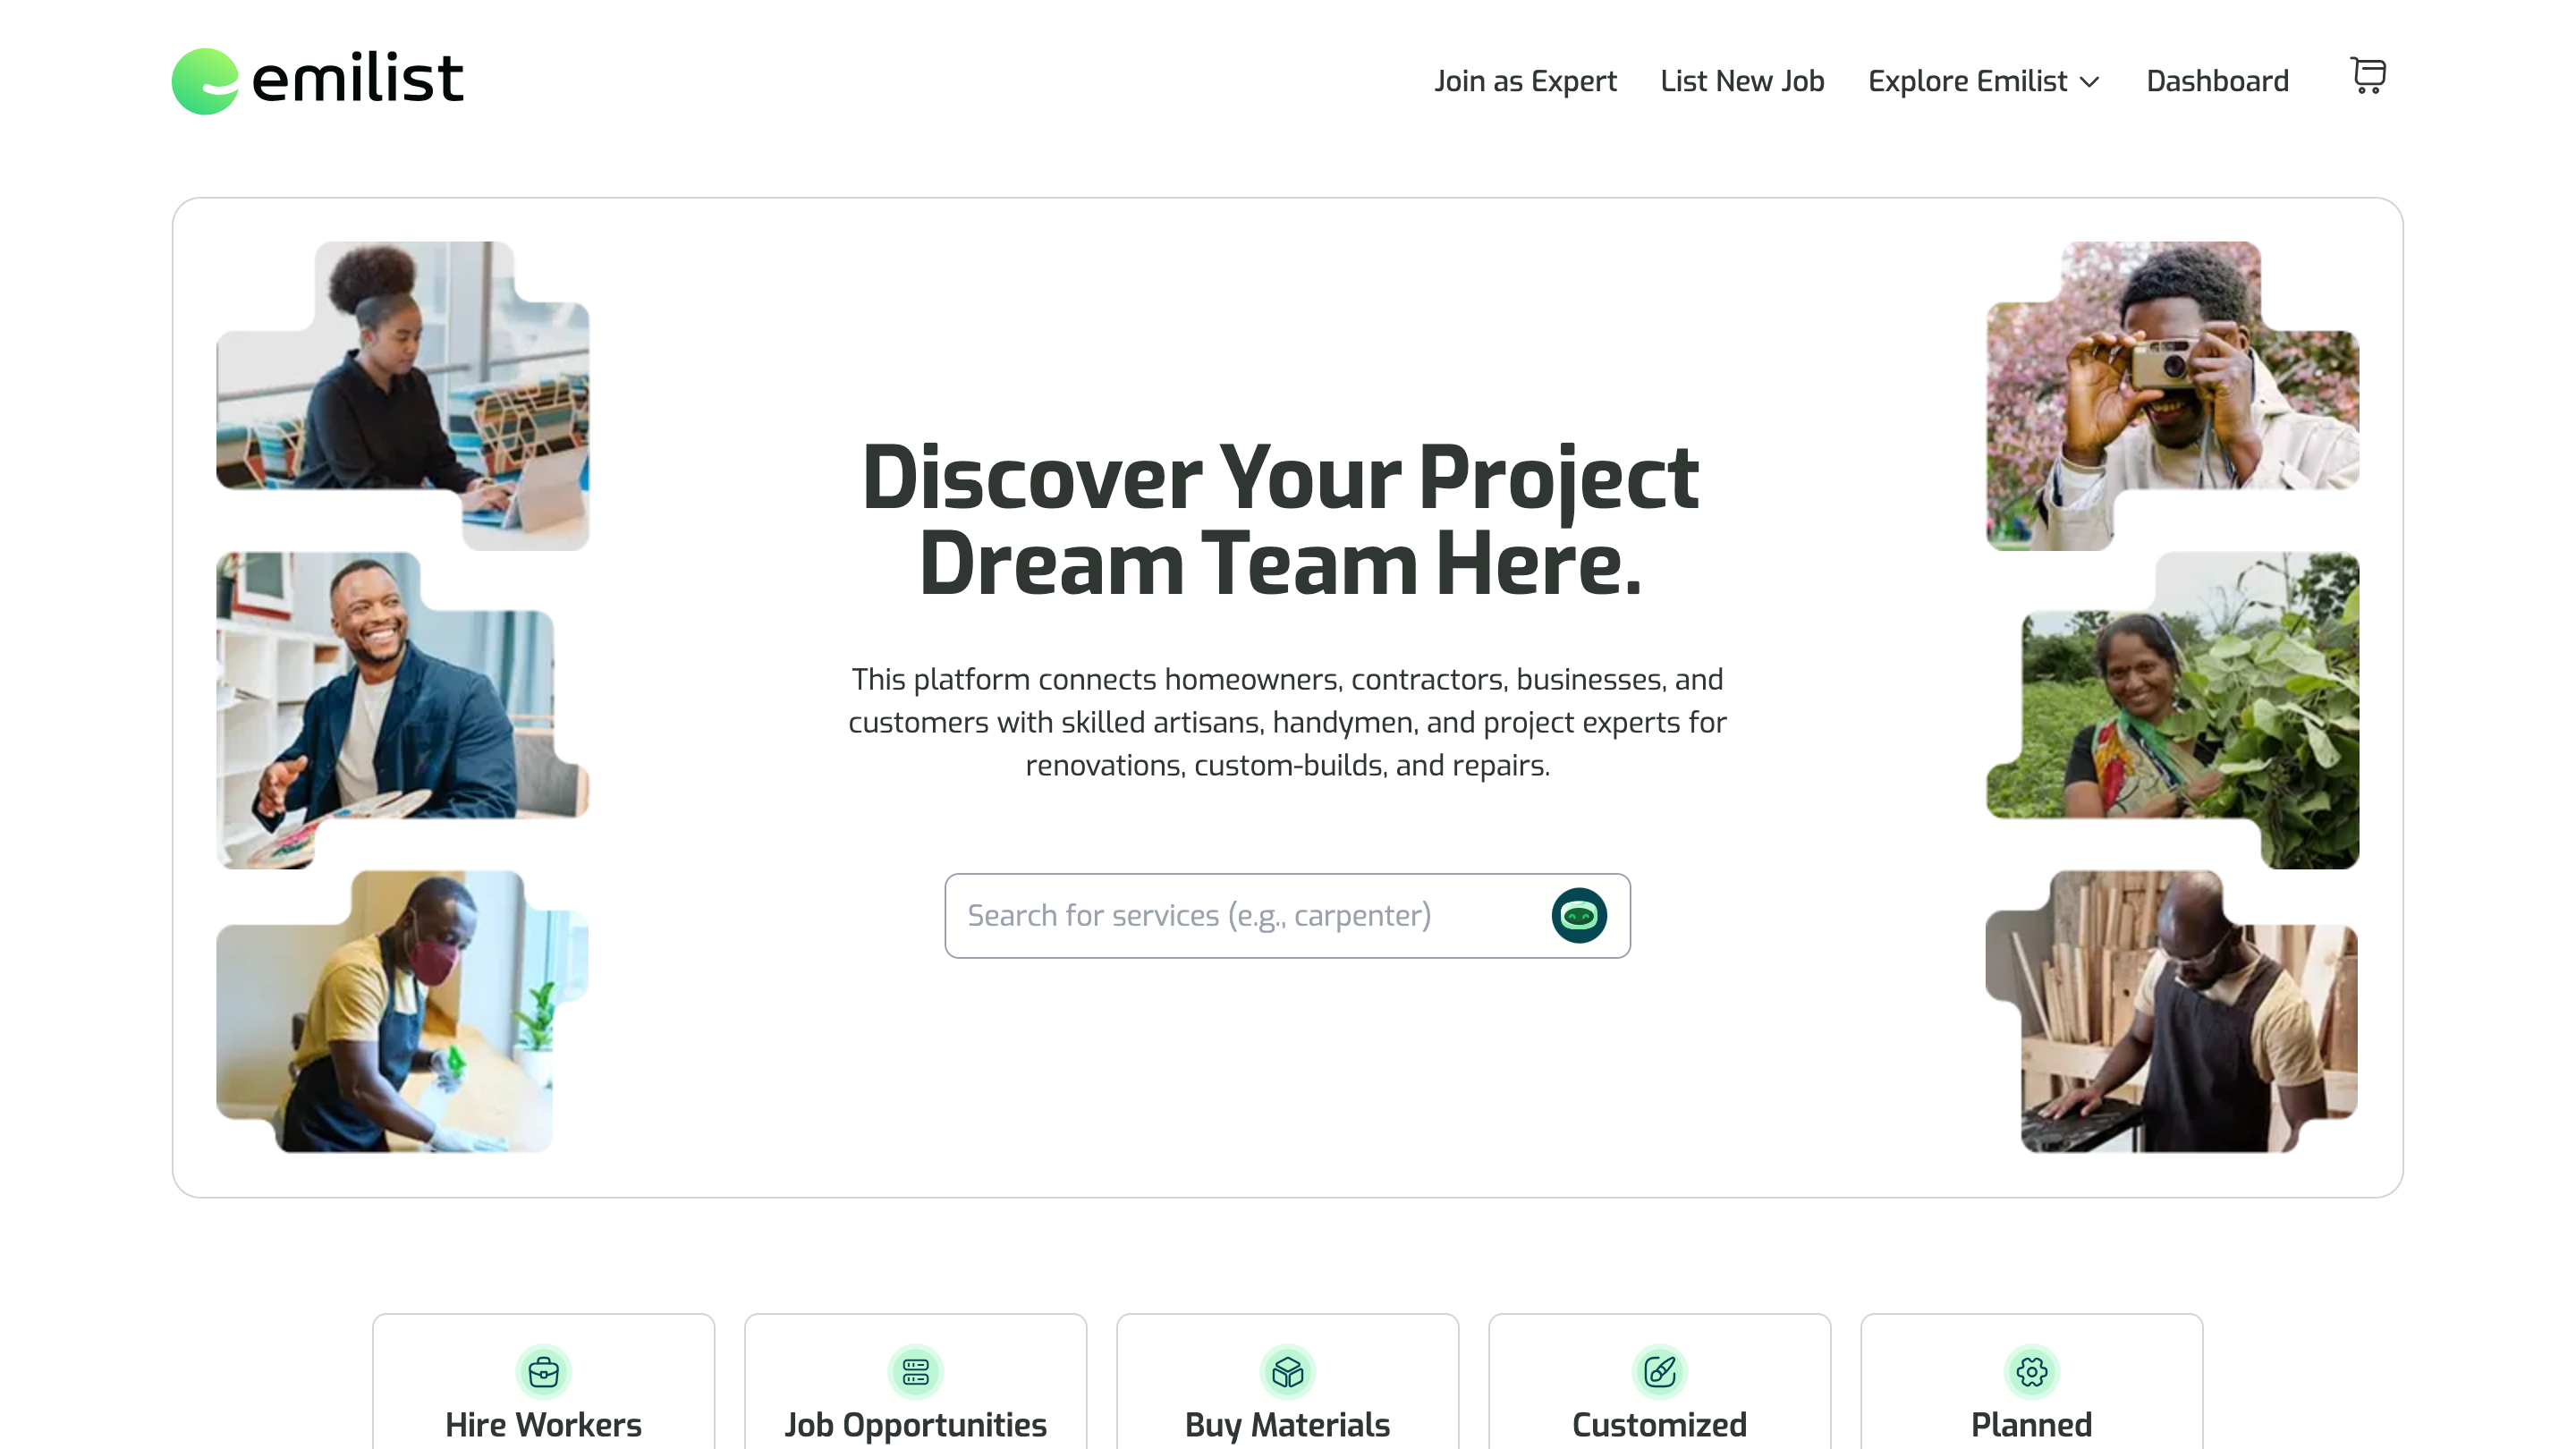 emilist
Join as Expert
List New Job
Explore Emilist
Dashboard
Discover Your Project
Dream Team Here.
This platform connects homeowners, contractors, businesses, and
customers with skilled artisans, handymen, and project experts for
renovations, custom-builds, and repairs.
Search for services (e.g., carpenter)
Hire Workers
Job Opportunities
Buy Materials
Customized
Planned